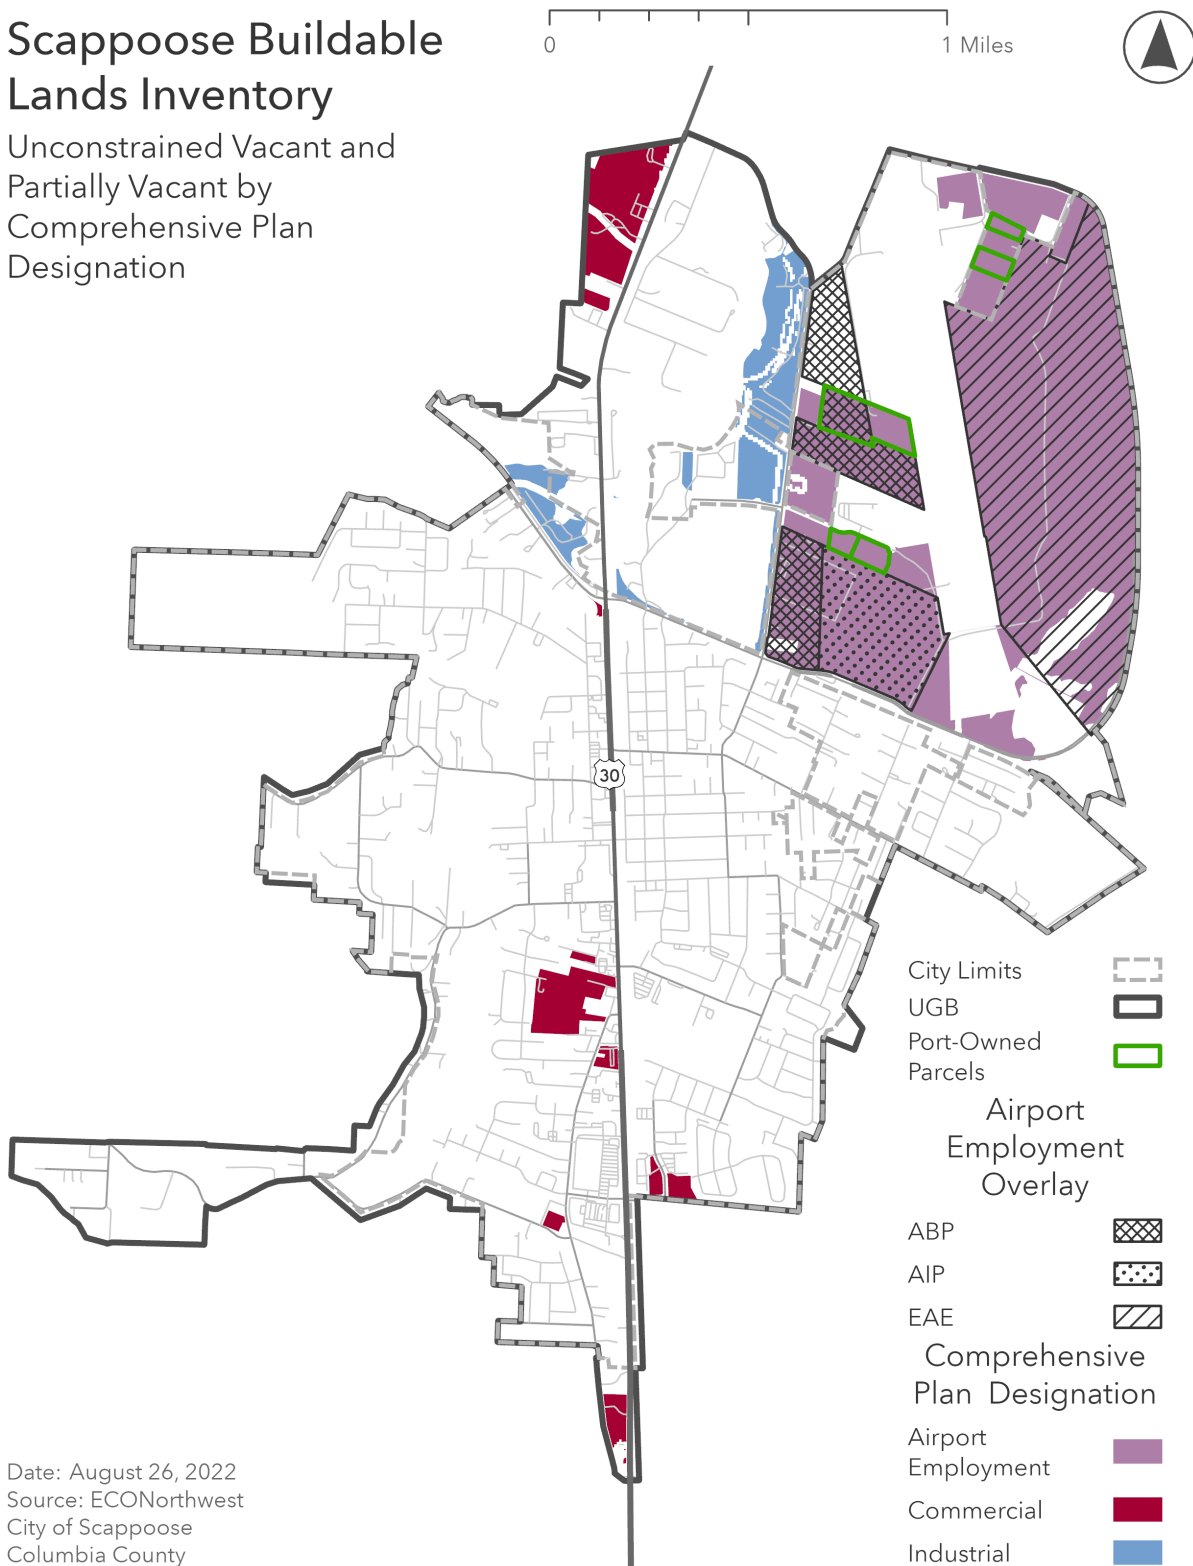 Scappoose Buildable
Lands Inventory
Unconstrained Vacant and
Partially Vacant by
Comprehensive Plan
Designation
0
1 Miles
30
City Limits
UGB
Port-Owned
Parcels
Airport
Employment
Overlay
ABP
AIP
EAE
Comprehensive
Plan Designation
Airport
Employment
Commercial
Industrial
Date: August 26, 2022
Source: ECONorthwest
City of Scappoose
Columbia County